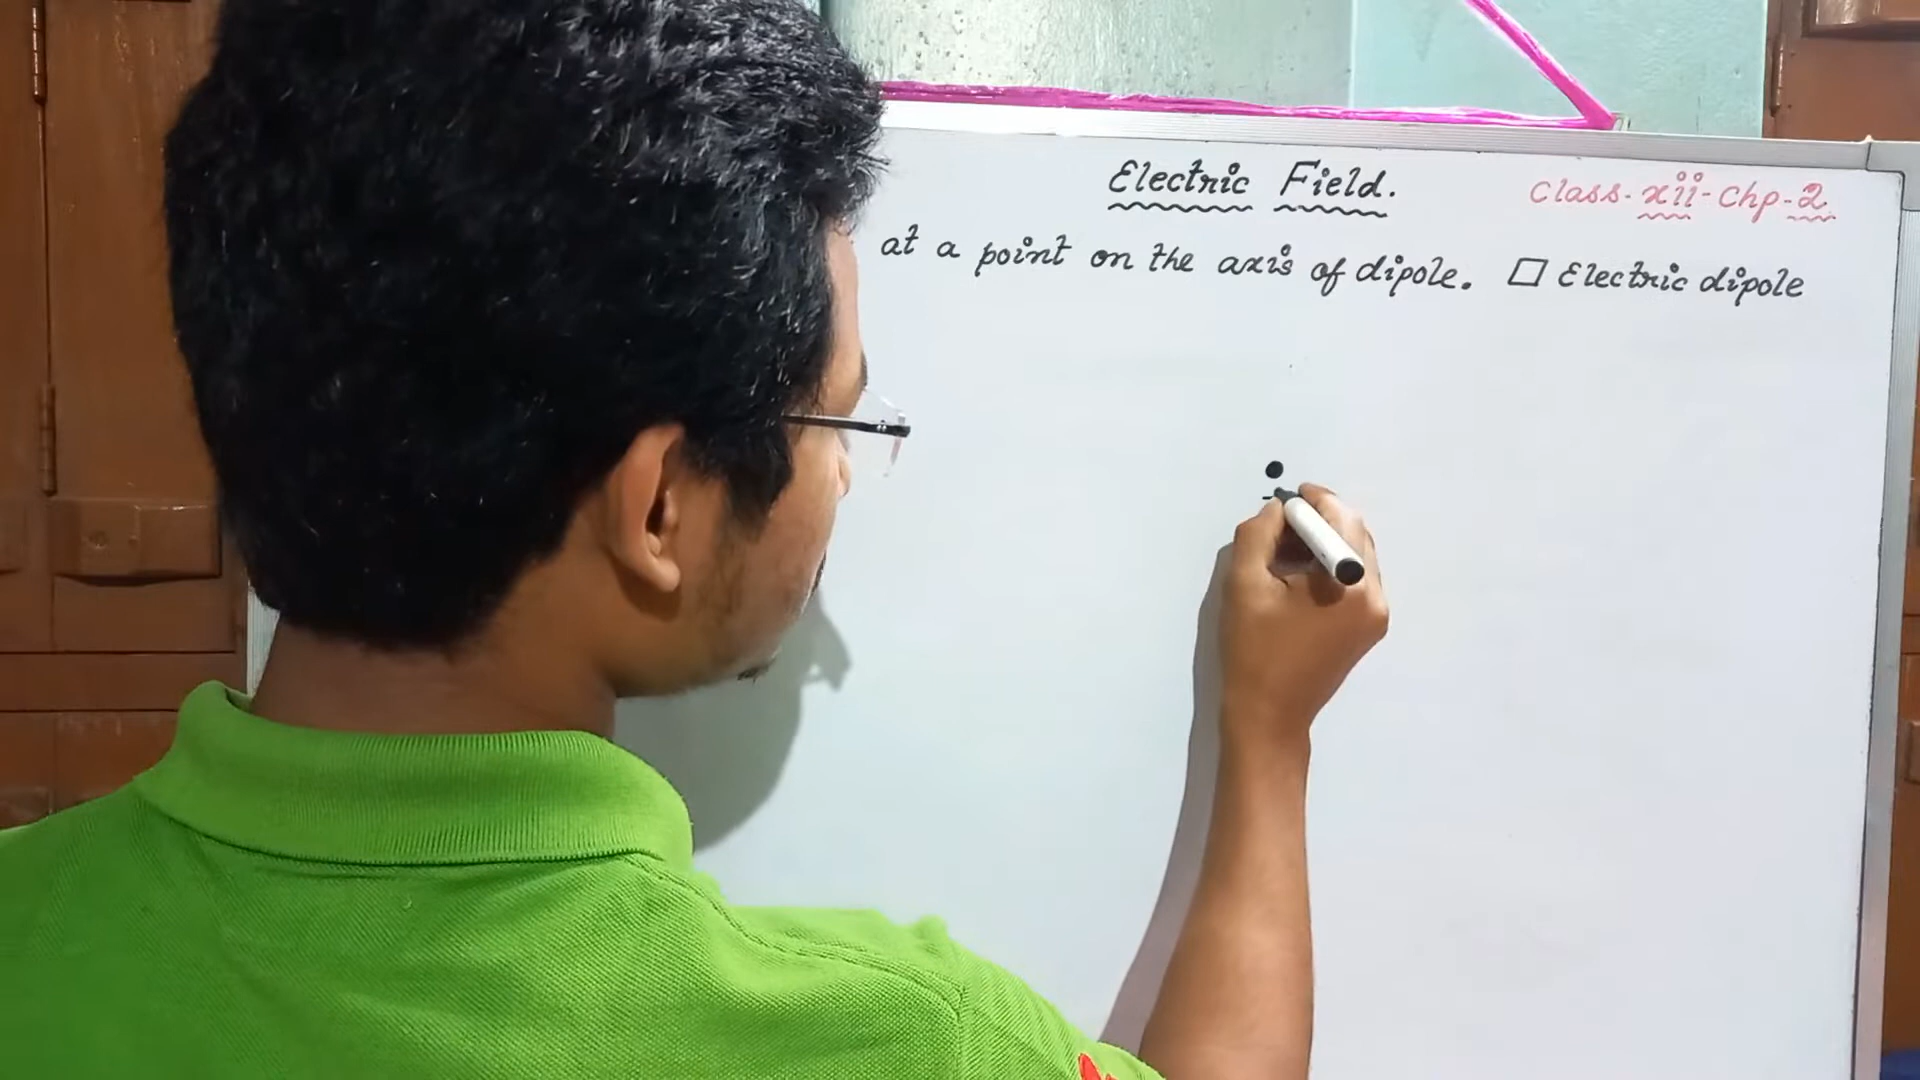 Electric Field.
Class-xii-Chp-2
at a point on the axis of dipole. □ Electric dipole